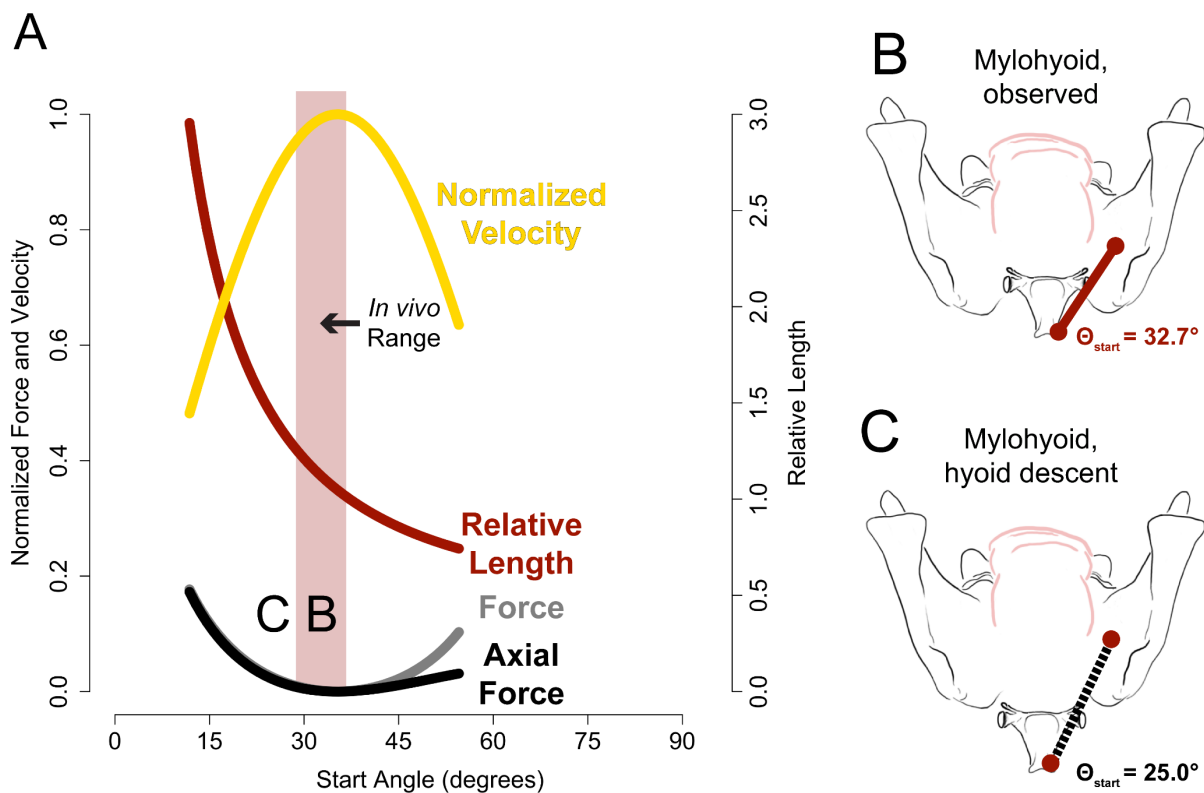 A
Normalized Force and Velocity
1.0
0.8
0.6
0.4
0.2
0.0
Normalized
Velocity
In vivo
Range
Relative
Length
C B
Force
Axial
Force
3.0
2.5
2.0
1.5
1.0
0.5
0.0
Relative Length
0 15 30 45 60 75 90
Start Angle (degrees)
B
Mylohyoid,
observed
Θstart = 32.7°
C
Mylohyoid,
hyoid descent
Θstart = 25.0°